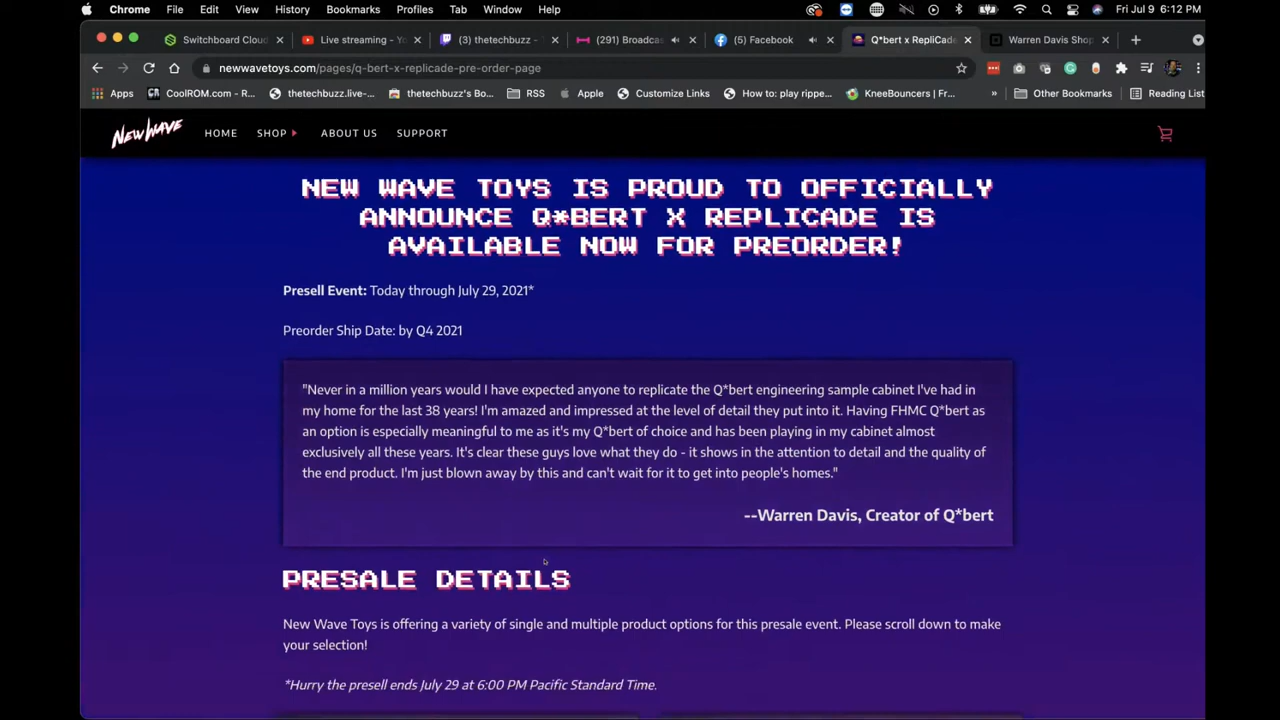 Chrome File Edit View History Bookmarks Profiles Tab Window Help Fri Jul 9 6:12 PM
Switchboard Cloud Live streaming - Yo (3) thetechbuzz - (291) Broadcas (5) Facebook Q*bert x RepliCade Warren Davis Shop
newwavetoys.com/pages/q-bert-x-replicade-pre-order-page
Apps CoolROM.com - R... thetechbuzz.live-... thetechbuzz's Bo... RSS Apple Customize Links How to: play rippe... KneeBouncers | Fr... » Other Bookmarks Reading List
New Wave HOME SHOP ABOUT US SUPPORT
NEW WAVE TOYS IS PROUD TO OFFICIALLY
ANNOUNCE Q*BERT X REPLICADE IS
AVAILABLE NOW FOR PREORDER!
Presell Event: Today through July 29, 2021*
Preorder Ship Date: by Q4 2021
"Never in a million years would I have expected anyone to replicate the Q*bert engineering sample cabinet I've had in
my home for the last 38 years! I'm amazed and impressed at the level of detail they put into it. Having FHMC Q*bert as
an option is especially meaningful to me as it's my Q*bert of choice and has been playing in my cabinet almost
exclusively all these years. It's clear these guys love what they do - it shows in the attention to detail and the quality of
the end product. I'm just blown away by this and can't wait for it to get into people's homes."
--Warren Davis, Creator of Q*bert
PRESALE DETAILS
New Wave Toys is offering a variety of single and multiple product options for this presale event. Please scroll down to make
your selection!
*Hurry the presell ends July 29 at 6:00 PM Pacific Standard Time.